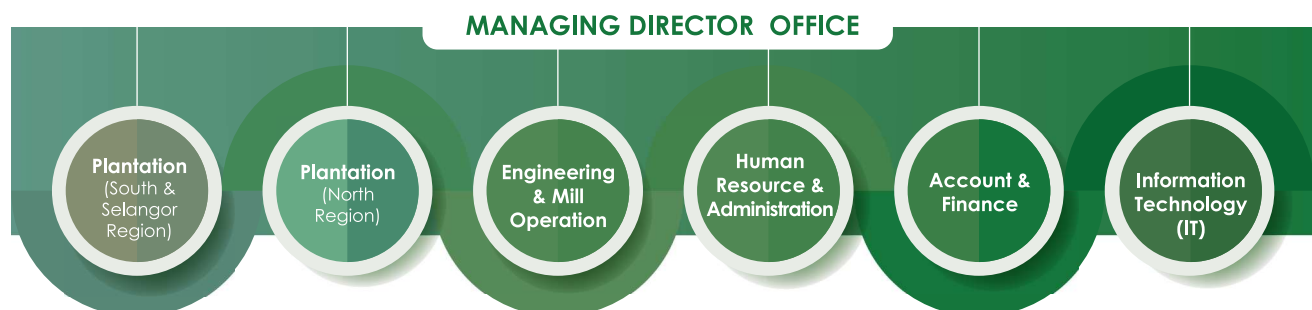 MANAGING DIRECTOR OFFICE
Plantation
(South &
Selangor
Region)
Plantation
(North
Region)
Engineering
& Mill
Operation
Human
Resource &
Administration
Account &
Finance
Information
Technology
(IT)